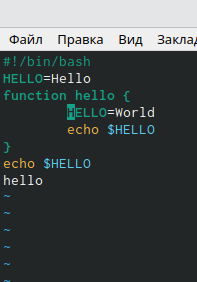 Файл Правка Вид Заклад
#!/bin/bash
HELLO=Hello
function hello {
        HELLO=World
        echo $HELLO
}
echo $HELLO
hello
~
~
~
~
~
~